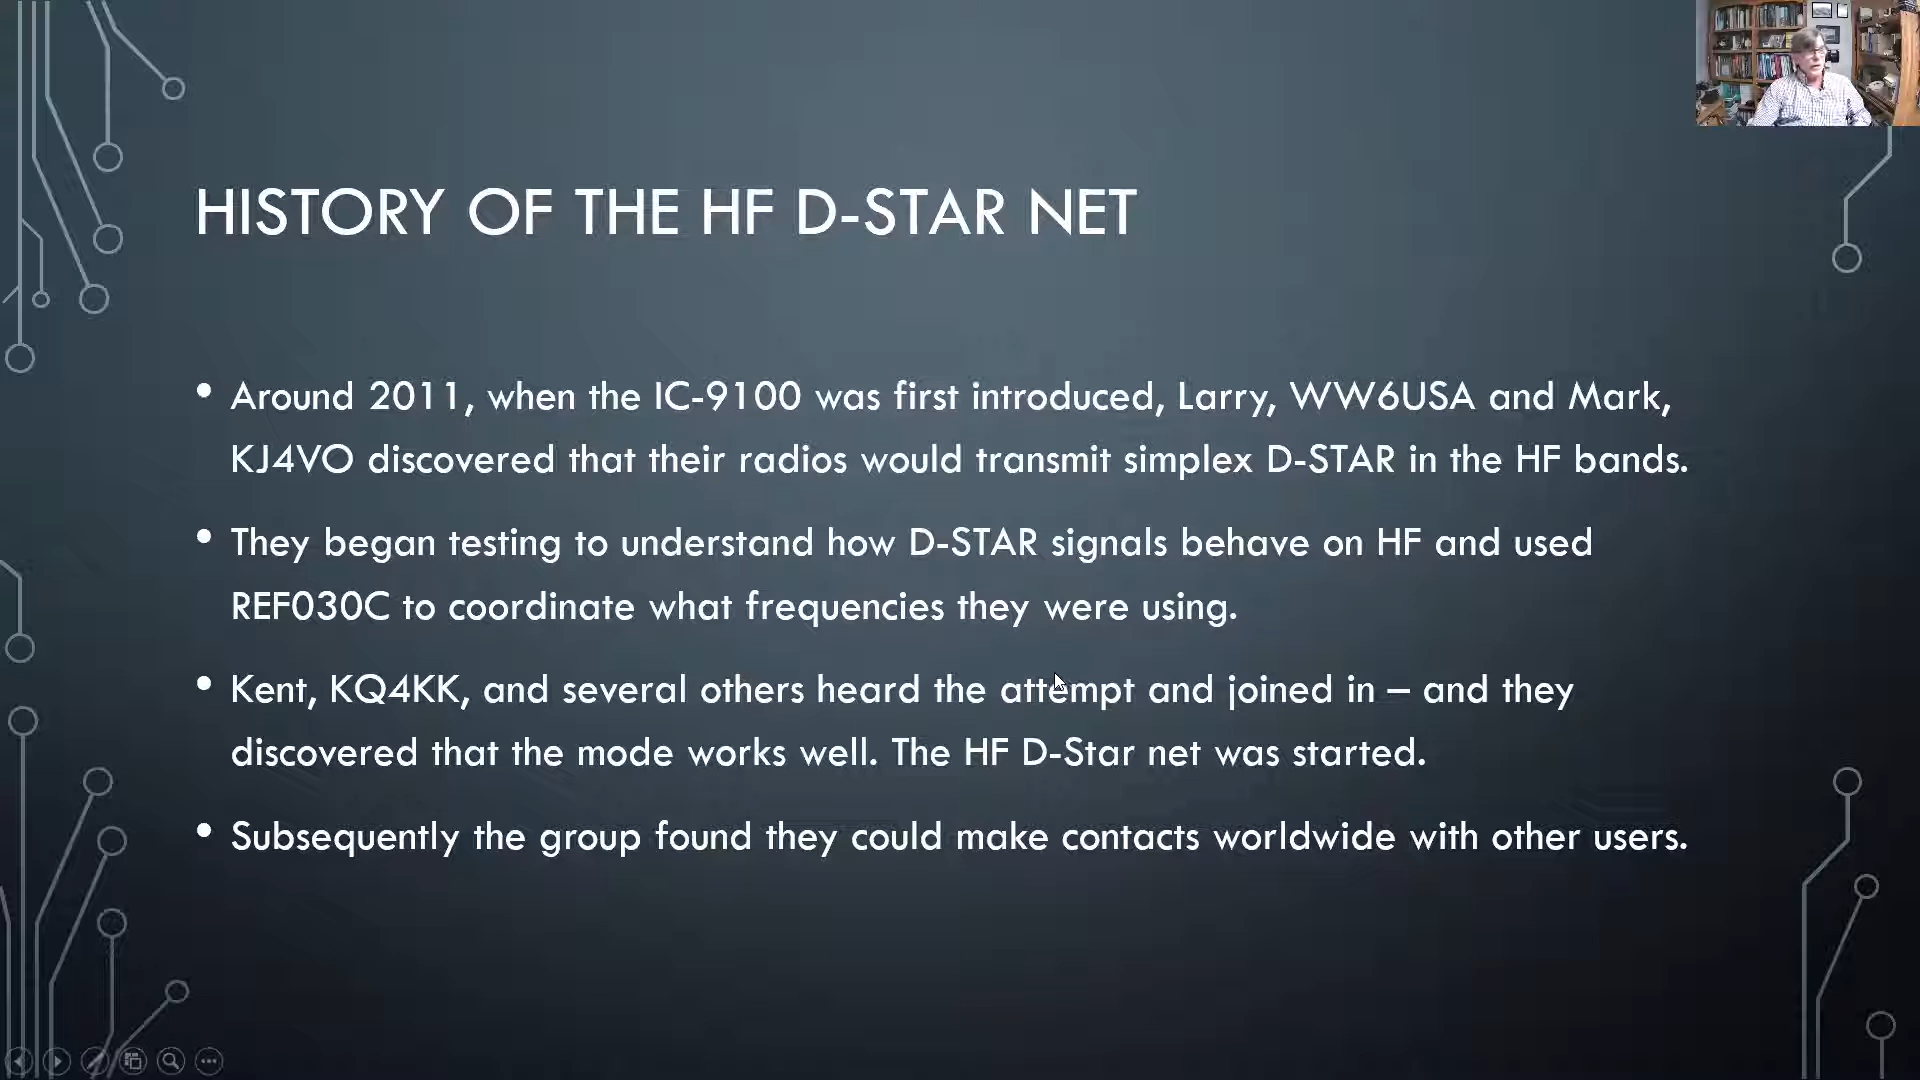 HISTORY OF THE HF D-STAR NET
• Around 2011, when the IC-9100 was first introduced, Larry, WW6USA and Mark,
KJ4VO discovered that their radios would transmit simplex D-STAR in the HF bands.
• They began testing to understand how D-STAR signals behave on HF and used
REF030C to coordinate what frequencies they were using.
• Kent, KQ4KK, and several others heard the attempt and joined in – and they
discovered that the mode works well. The HF D-Star net was started.
• Subsequently the group found they could make contacts worldwide with other users.